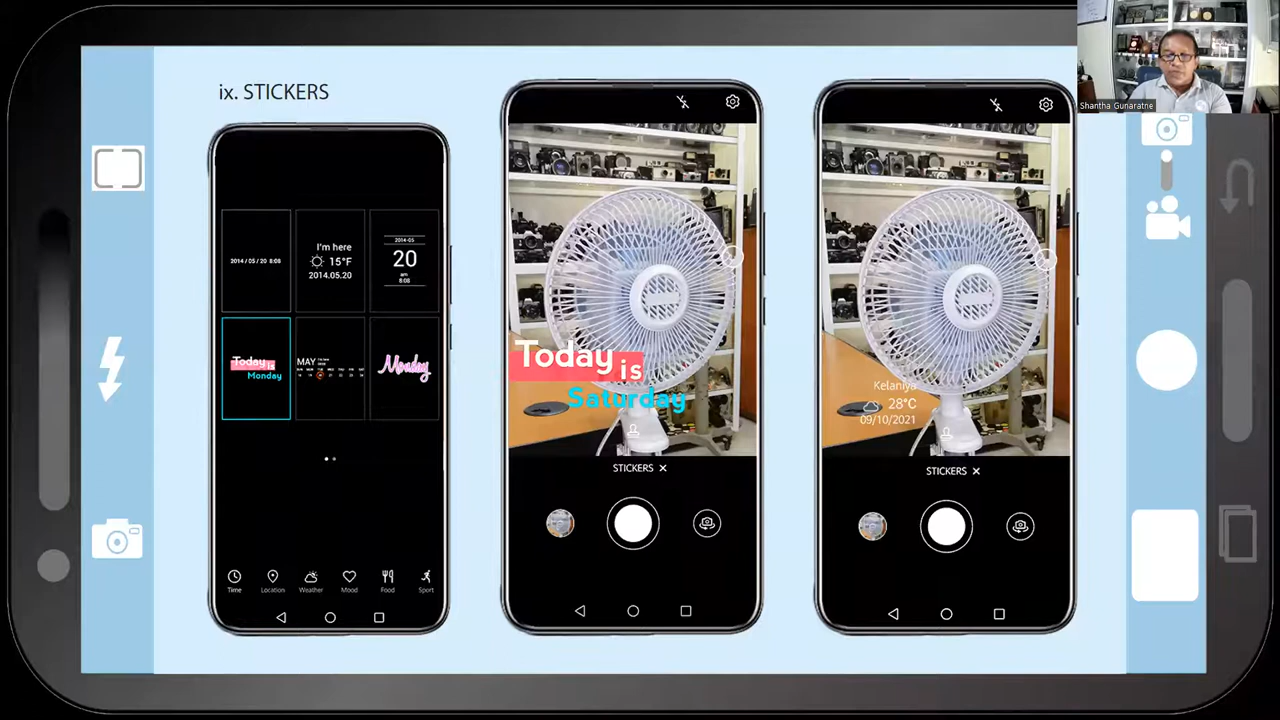 Shantha Gunaratne
ix. STICKERS
2014 / 05 / 20 8:08
I'm here
15°F
2014.05.20
2014-05
20
am
8:08
Today is
Monday
MAY
Monday
Time
Location
Weather
Mood
Food
Sport
Today is
Saturday
STICKERS ×
Kelaniya
28°C
09/10/2021
STICKERS ×